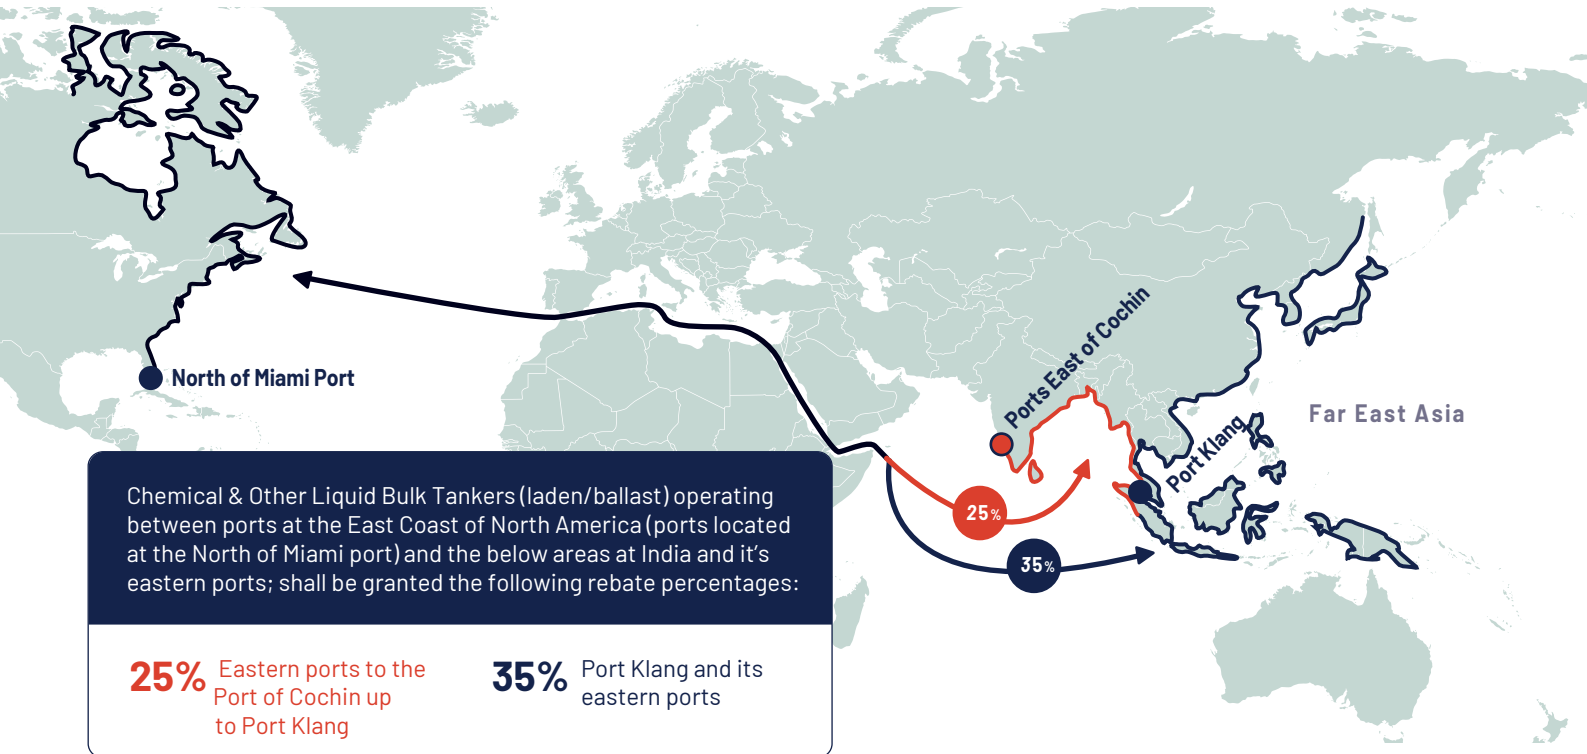 Ports East of Cochin
North of Miami Port
Far East Asia
Port Klang
25%
35%
Chemical & Other Liquid Bulk Tankers (laden/ballast) operating
between ports at the East Coast of North America (ports located
at the North of Miami port) and the below areas at India and it's
eastern ports; shall be granted the following rebate percentages:
25% Eastern ports to the
Port of Cochin up
to Port Klang
35% Port Klang and its
eastern ports